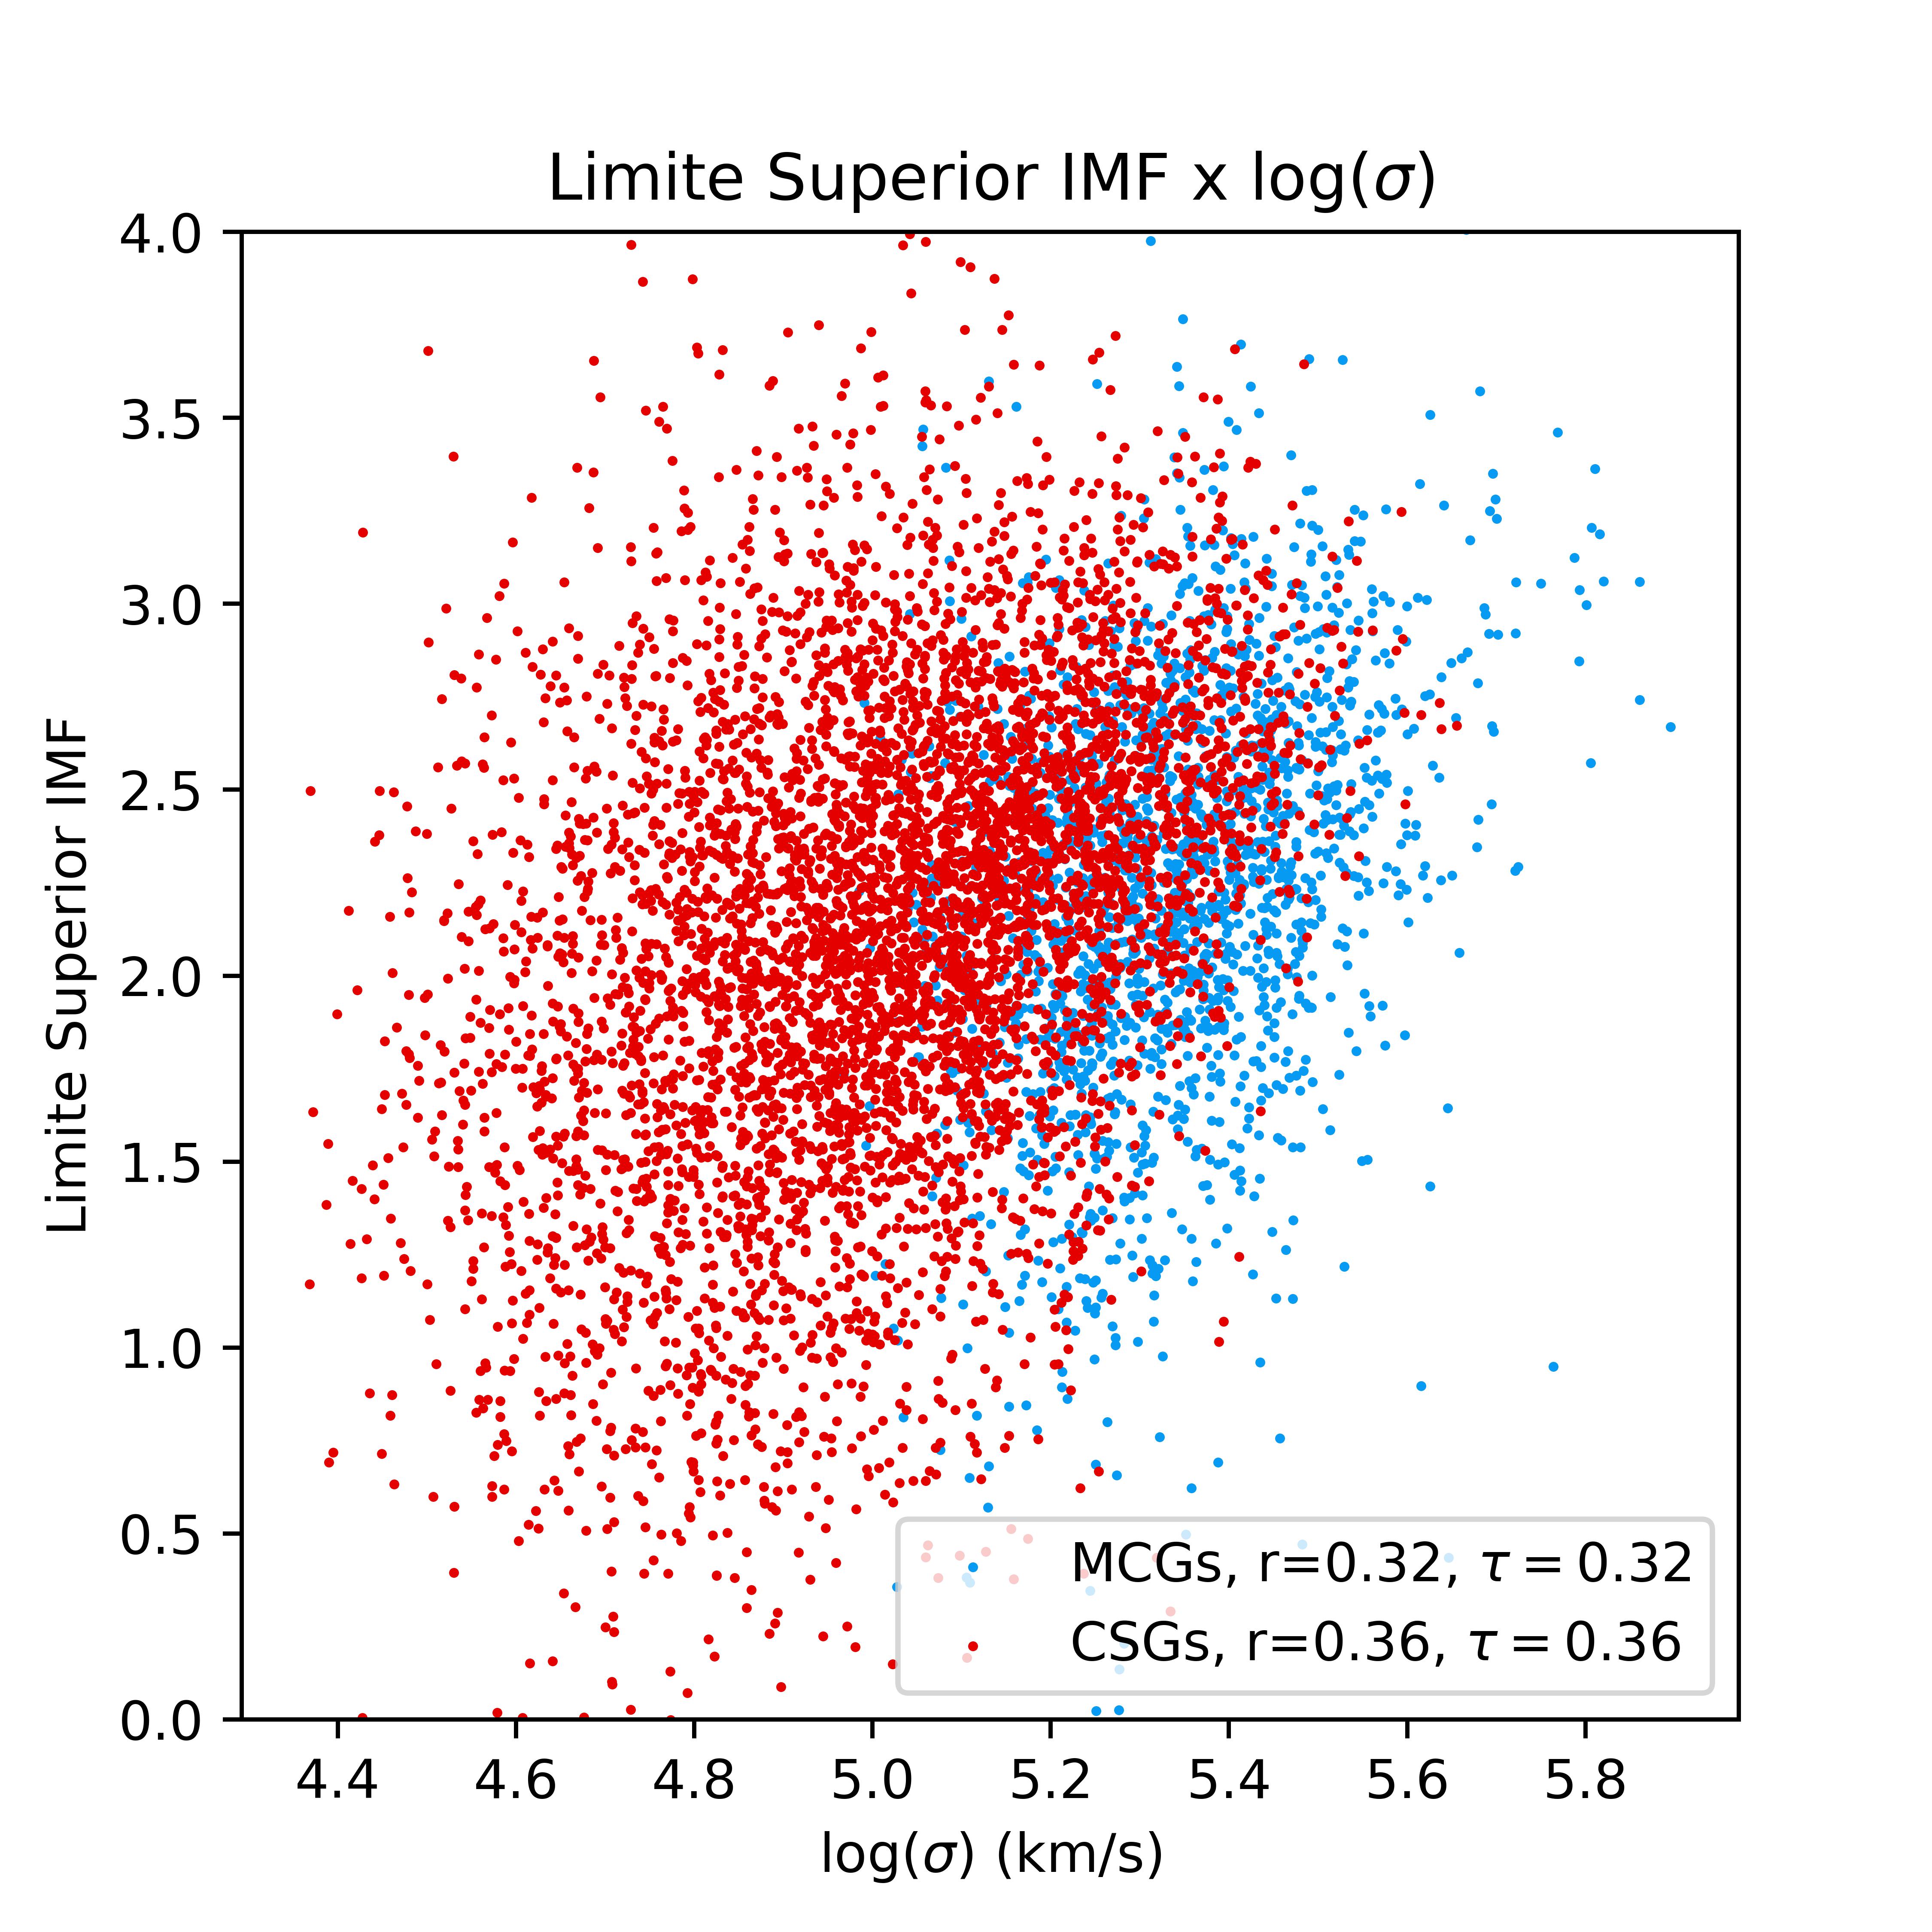 Limite Superior IMF x log(σ)
4.0
3.5
3.0
2.5
2.0
1.5
1.0
0.5
0.0
Limite Superior IMF
MCGs, r=0.32, τ = 0.32
CSGs, r=0.36, τ = 0.36
4.4 4.6 4.8 5.0 5.2 5.4 5.6 5.8
log(σ) (km/s)